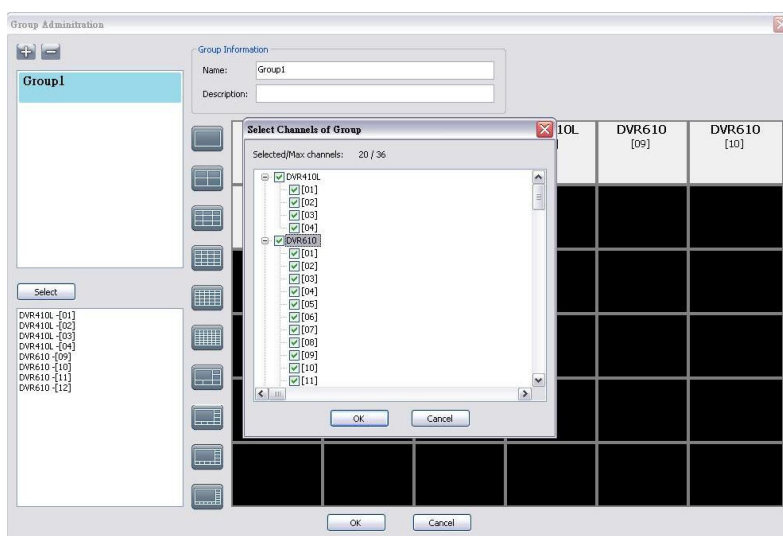 Group Adminitration
Group Information
Name: Group1
Description:
Group1
Select
DVR410L -[01]
DVR410L -[02]
DVR410L -[03]
DVR410L -[04]
DVR610 -[09]
DVR610 -[10]
DVR610 -[11]
DVR610 -[12]
Select Channels of Group
Selected/Max channels: 20 / 36
DVR410L
[01]
[02]
[03]
[04]
DVR610
[01]
[02]
[03]
[04]
[05]
[06]
[07]
[08]
[09]
[10]
[11]
OK Cancel
10L
DVR610
[09]
DVR610
[10]
OK Cancel